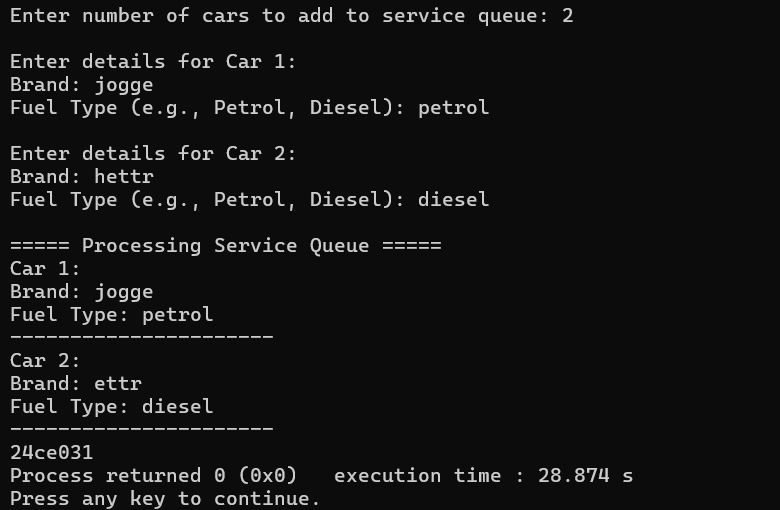 Enter number of cars to add to service queue: 2
Enter details for Car 1:
Brand: jogge
Fuel Type (e.g., Petrol, Diesel): petrol
Enter details for Car 2:
Brand: hettr
Fuel Type (e.g., Petrol, Diesel): diesel
===== Processing Service Queue =====
Car 1:
Brand: jogge
Fuel Type: petrol
----------------------
Car 2:
Brand: ettr
Fuel Type: diesel
----------------------
24ce031
Process returned 0 (0x0)   execution time : 28.874 s
Press any key to continue.